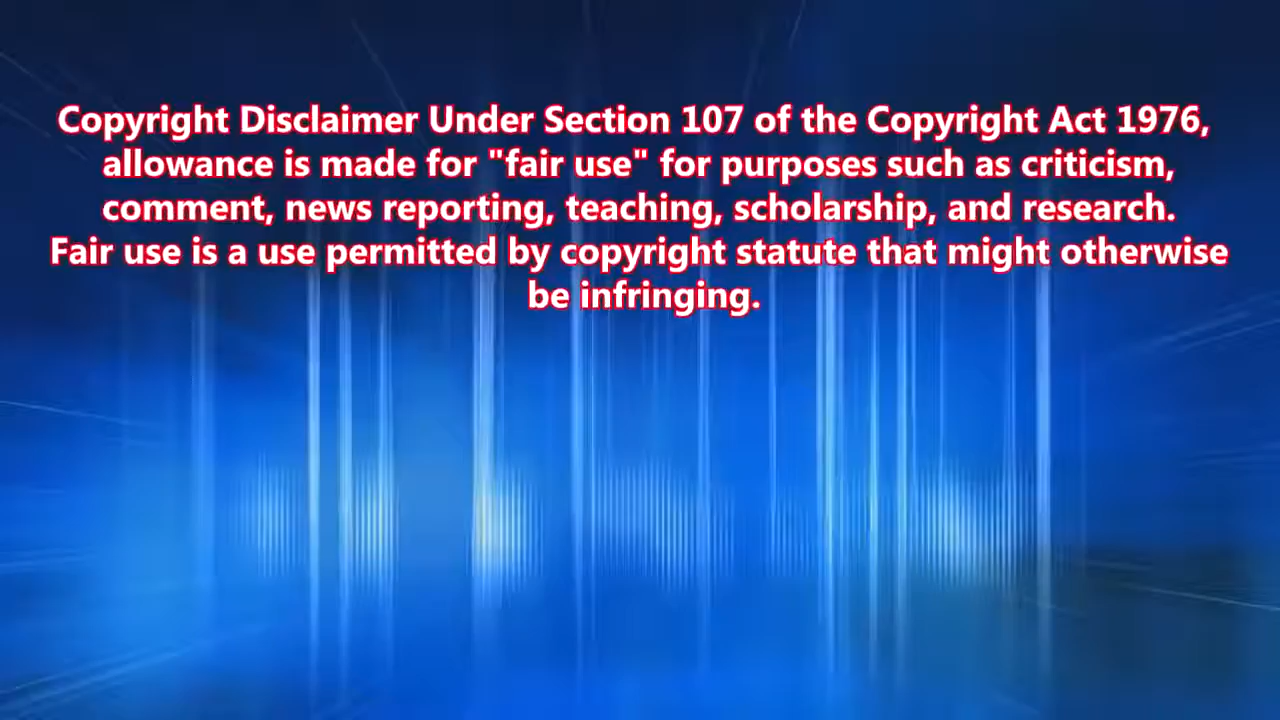 Copyright Disclaimer Under Section 107 of the Copyright Act 1976,
allowance is made for "fair use" for purposes such as criticism,
comment, news reporting, teaching, scholarship, and research.
Fair use is a use permitted by copyright statute that might otherwise
be infringing.